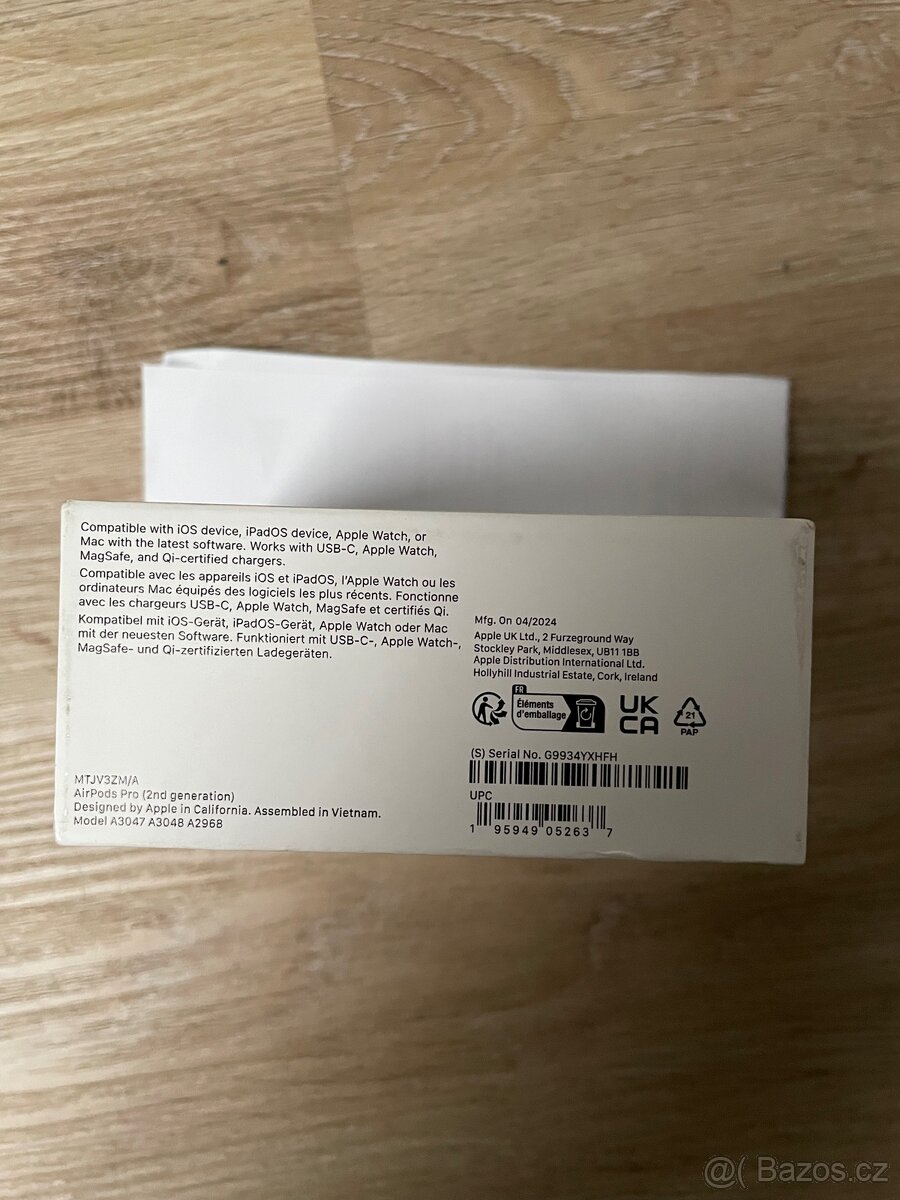 Compatible with iOS device, iPadOS device, Apple Watch, or
Mac with the latest software. Works with USB-C, Apple Watch,
MagSafe, and Qi-certified chargers.
Compatible avec les appareils iOS et iPadOS, l'Apple Watch ou les
ordinateurs Mac équipés des logiciels les plus récents. Fonctionne
avec les chargeurs USB-C, Apple Watch, MagSafe et certifiés Qi.
Kompatibel mit iOS-Gerät, iPadOS-Gerät, Apple Watch oder Mac
mit der neuesten Software. Funktioniert mit USB-C-, Apple Watch-,
MagSafe- und Qi-zertifizierten Ladegeräten.
MTJV3ZM/A
AirPods Pro (2nd generation)
Designed by Apple in California. Assembled in Vietnam.
Model A3047 A3048 A2968
Mfg. On 04/2024
Apple UK Ltd., 2 Furzeground Way
Stockley Park, Middlesex, UB11 1BB
Apple Distribution International Ltd.
Hollyhill Industrial Estate, Cork, Ireland
FR
Éléments
d'emballage
UK
CA
21
PAP
(S) Serial No. G9934YXHFH
UPC
1 95949 05263 7
@( Bazos.cz